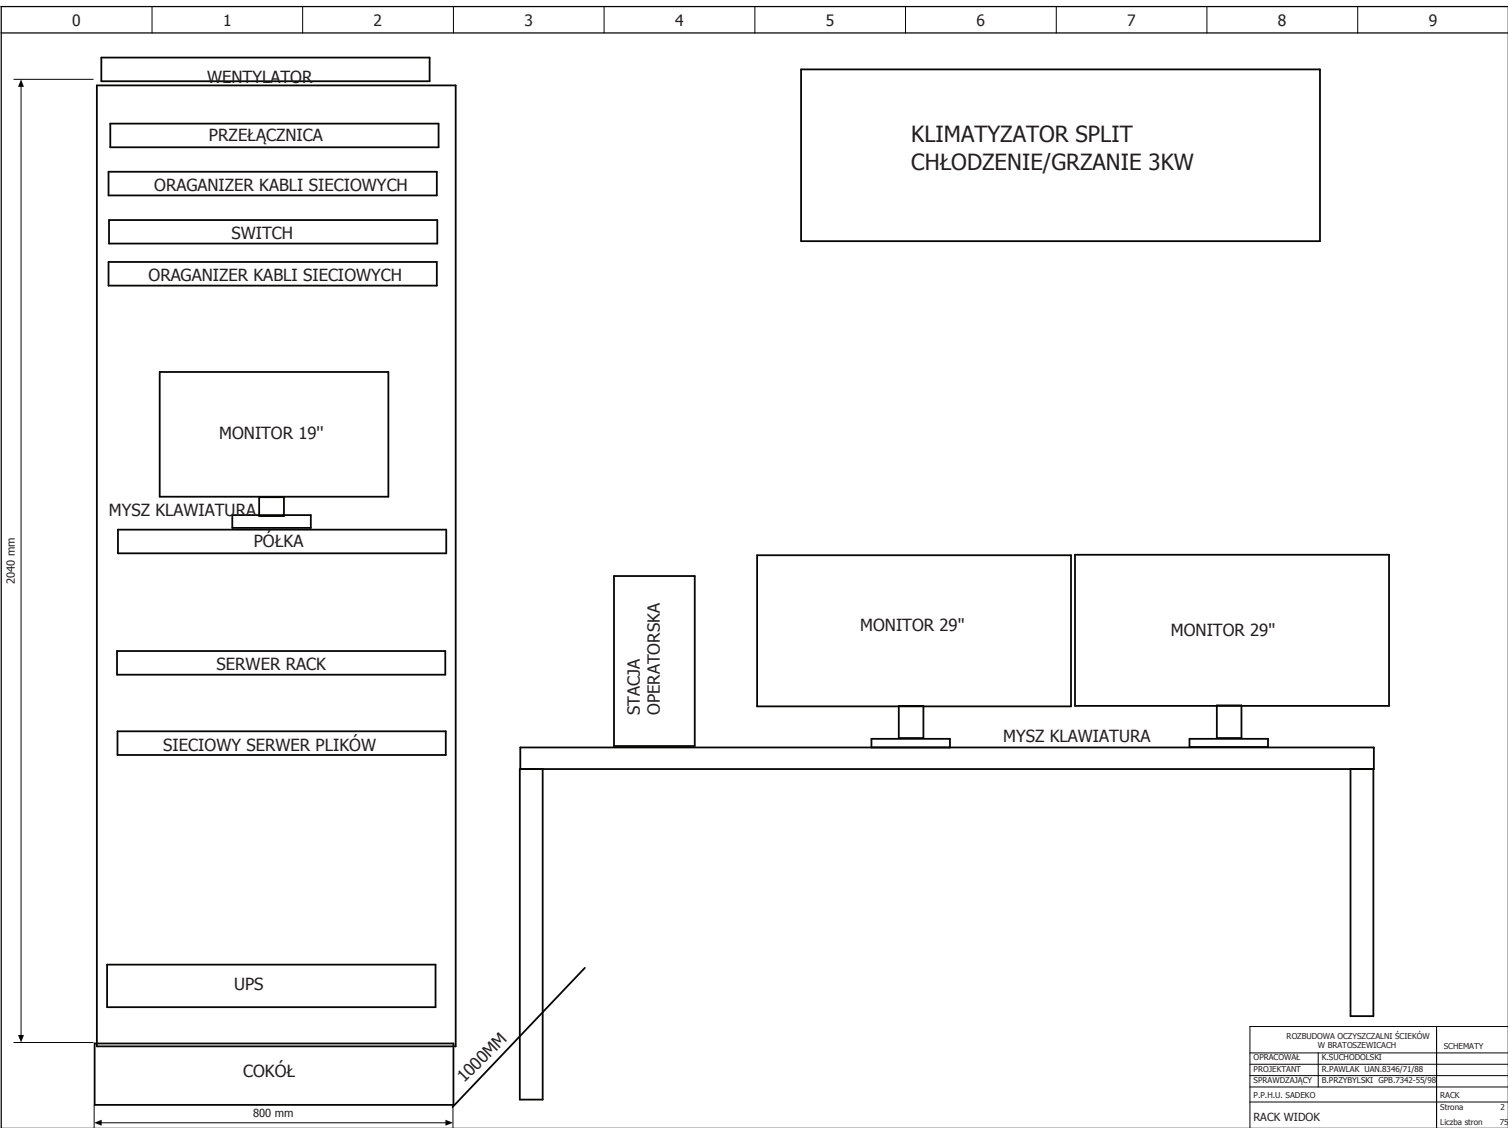 0 1 2 3 4 5 6 7 8 9
WENTYLATOR
PRZEŁĄCZNICA
ORAGANIZER KABLI SIECIOWYCH
SWITCH
ORAGANIZER KABLI SIECIOWYCH
MONITOR 19"
MYSZ KLAWIATURA
PÓŁKA
SERWER RACK
SIECIOWY SERWER PLIKÓW
UPS
COKÓŁ
2040 mm
800 mm
1000MM
KLIMATYZATOR SPLIT
CHŁODZENIE/GRZANIE 3KW
STACJA
OPERATORSKA
MONITOR 29"
MONITOR 29"
MYSZ KLAWIATURA
ROZBUDOWA OCZYSZCZALNI ŚCIEKÓW
W BRATOSZEWICACH
SCHEMATY
OPRACOWAŁ K.SUCHODOLSKI
PROJEKTANT R.PAWLAK UAN.8346/71/88
SPRAWDZAJĄCY B.PRZYBYLSKI GPB.7342-55/98
P.P.H.U. SADEKO RACK
RACK WIDOK
Strona 2
Liczba stron 75